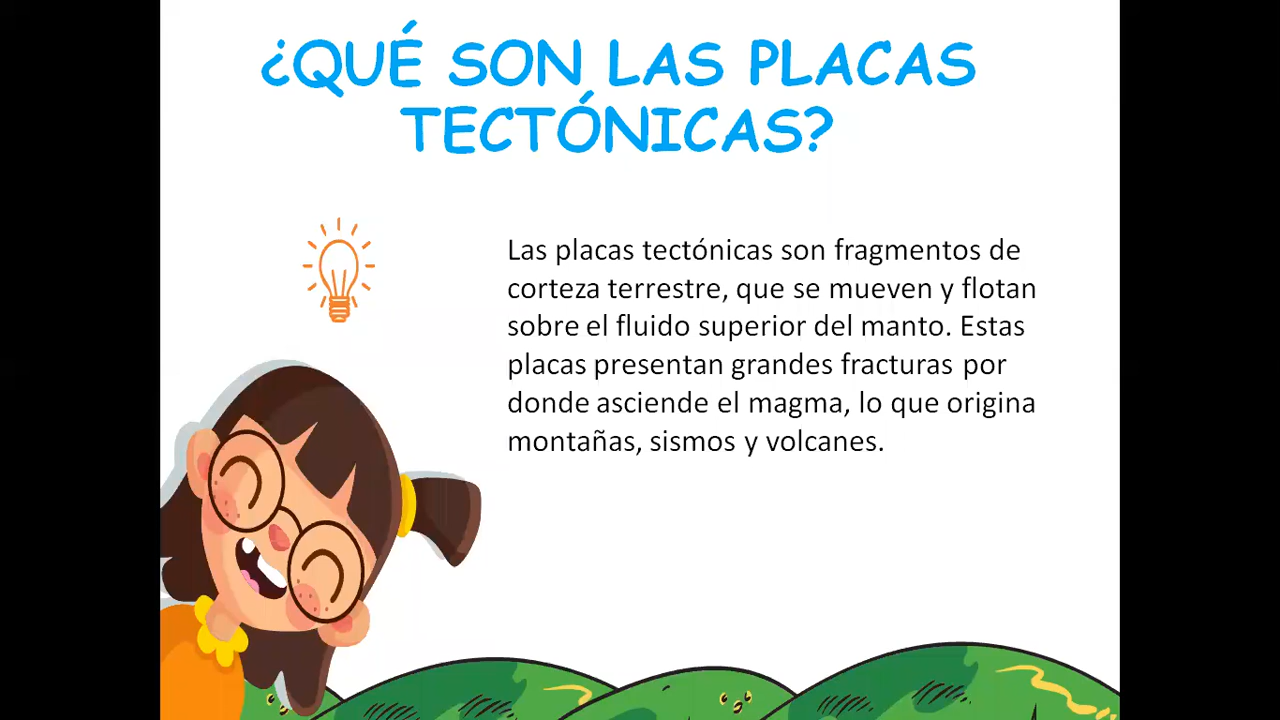 ¿QUÉ SON LAS PLACAS
TECTÓNICAS?
Las placas tectónicas son fragmentos de
corteza terrestre, que se mueven y flotan
sobre el fluido superior del manto. Estas
placas presentan grandes fracturas por
donde asciende el magma, lo que origina
montañas, sismos y volcanes.